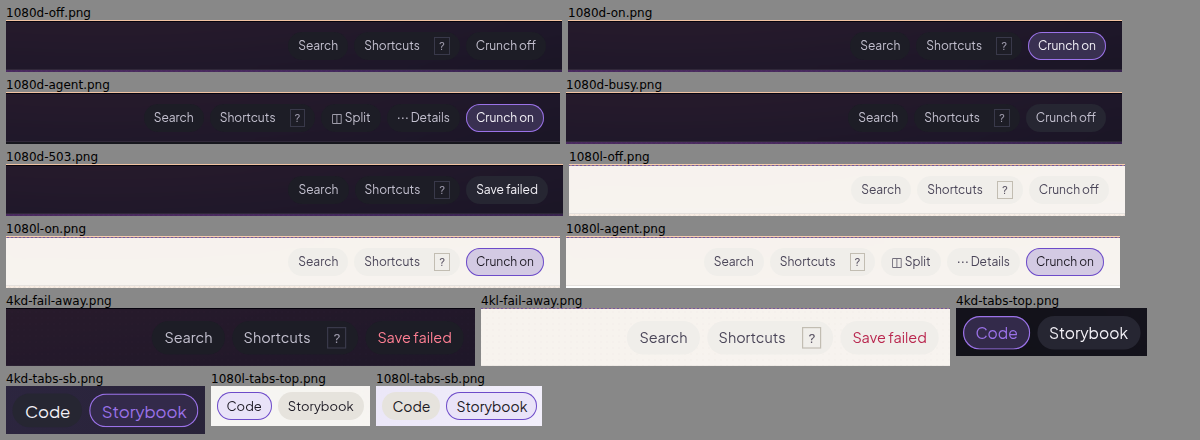 1080d-off.png
Search Shortcuts ? Crunch off
1080d-on.png
Search Shortcuts ? Crunch on
1080d-agent.png
Search Shortcuts ? Split ··· Details Crunch on
1080d-busy.png
Search Shortcuts ? Crunch off
1080d-503.png
Search Shortcuts ? Save failed
1080l-off.png
Search Shortcuts ? Crunch off
1080l-on.png
Search Shortcuts ? Crunch on
1080l-agent.png
Search Shortcuts ? Split ··· Details Crunch on
4kd-fail-away.png
Search Shortcuts ? Save failed
4kl-fail-away.png
Search Shortcuts ? Save failed
4kd-tabs-top.png
Code Storybook
4kd-tabs-sb.png
Code Storybook
1080l-tabs-top.png
Code Storybook
1080l-tabs-sb.png
Code Storybook